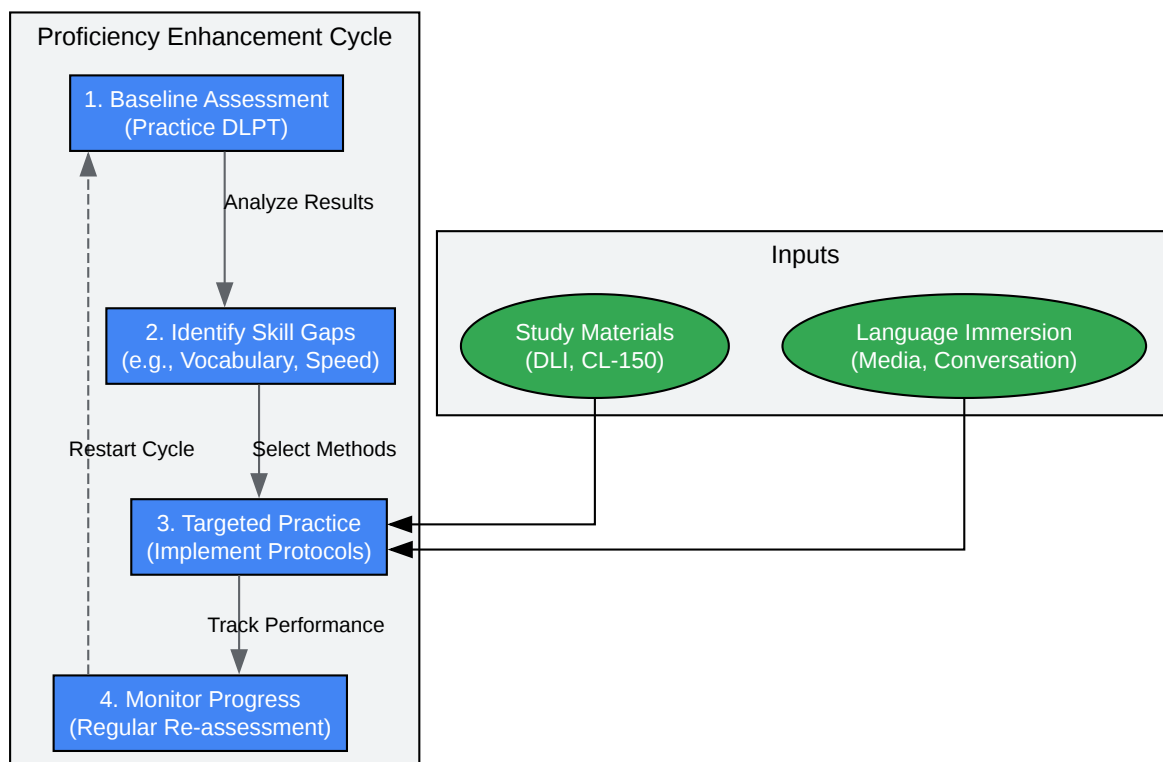 Proficiency Enhancement Cycle
1. Baseline Assessment
(Practice DLPT)
Analyze Results
2. Identify Skill Gaps
(e.g., Vocabulary, Speed)
Restart Cycle
Select Methods
3. Targeted Practice
(Implement Protocols)
Track Performance
4. Monitor Progress
(Regular Re-assessment)
Inputs
Study Materials
(DLI, CL-150)
Language Immersion
(Media, Conversation)